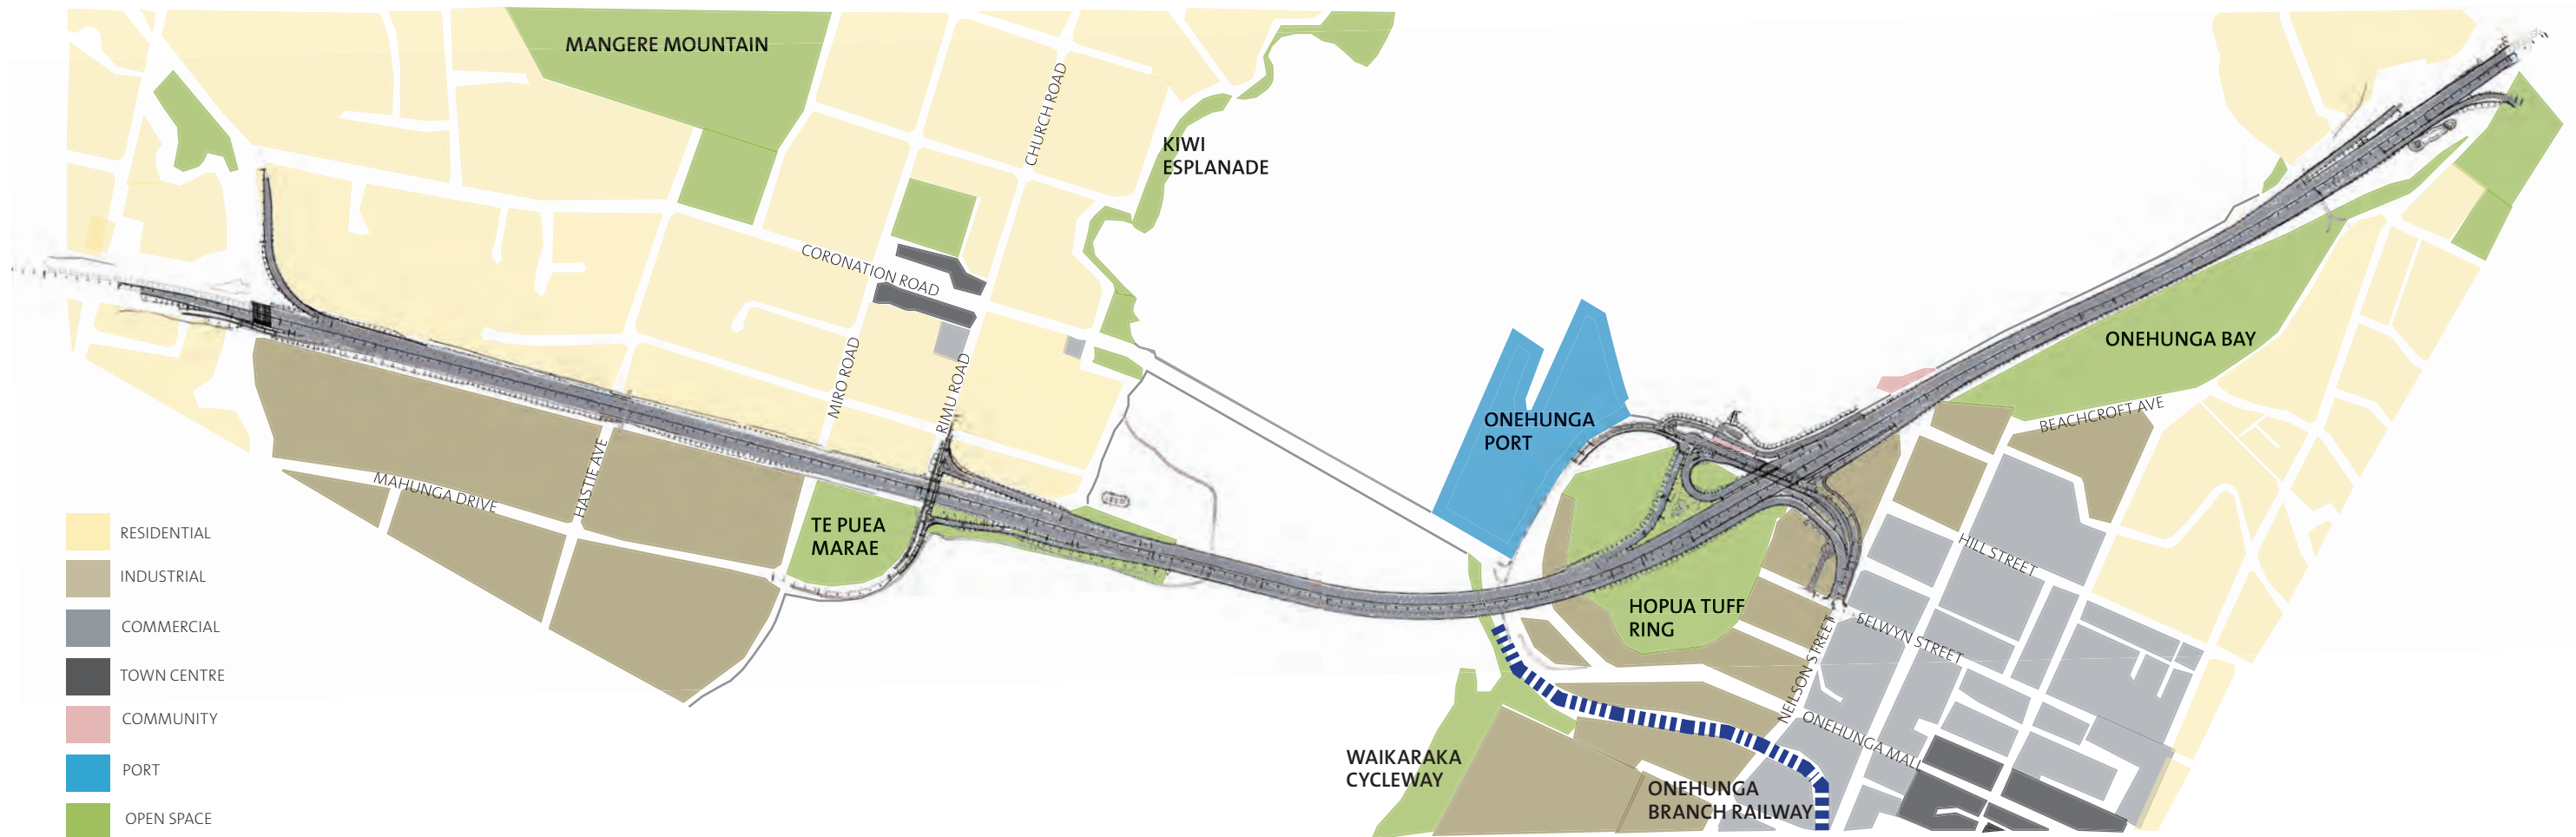 MANGERE MOUNTAIN
CHURCH ROAD
KIWI
ESPLANADE
CORONATION ROAD
MIRO ROAD
RIMU ROAD
HASTIE AVE
MAHUNGA DRIVE
TE PUEA
MARAE
ONEHUNGA
PORT
ONEHUNGA BAY
BEACHCROFT AVE
HILL STREET
HOPUA TUFF
RING
SELWYN STREET
NEILSON STREET
ONEHUNGA MALL
WAIKARAKA
CYCLEWAY
ONEHUNGA
BRANCH RAILWAY
RESIDENTIAL
INDUSTRIAL
COMMERCIAL
TOWN CENTRE
COMMUNITY
PORT
OPEN SPACE